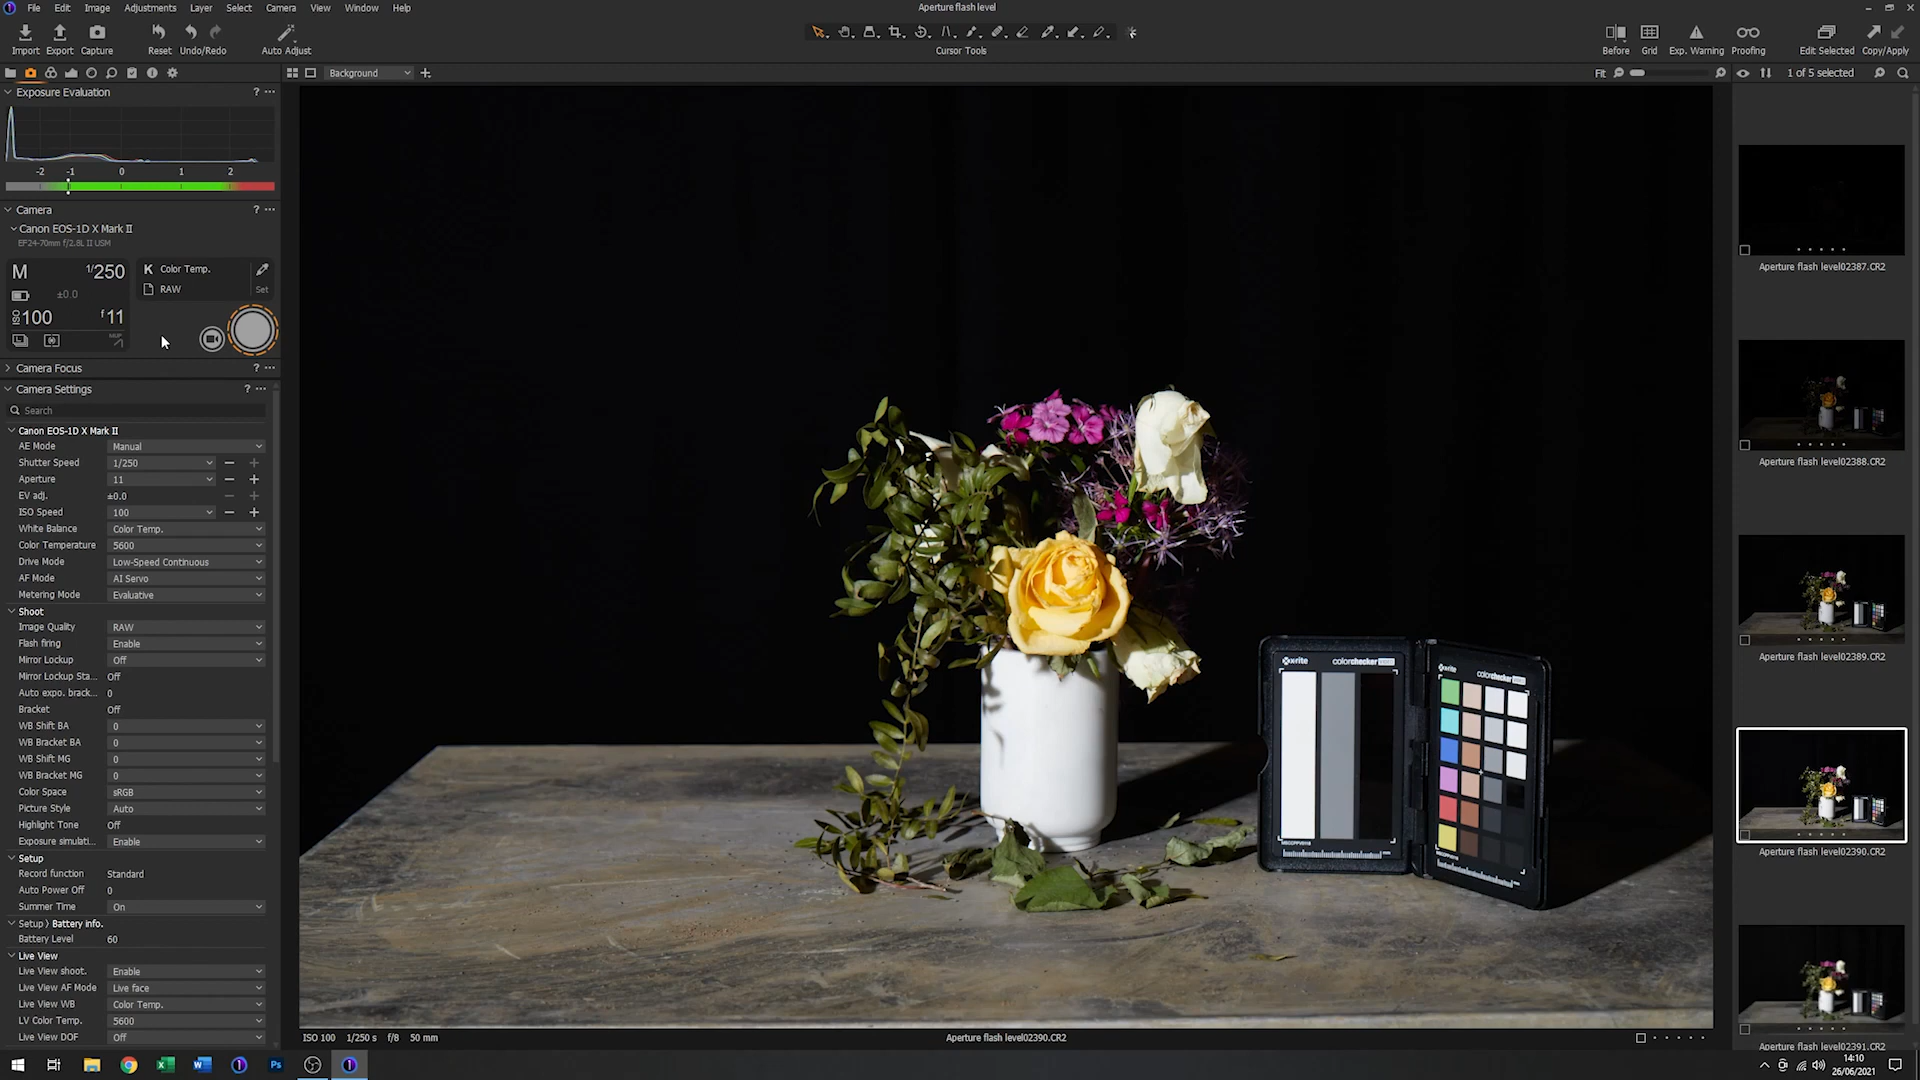 File Edit Image Adjustments Layer Select Camera View Window Help
Aperture flash level
Import Export Capture Reset Undo/Redo Auto Adjust
Cursor Tools
Before Grid Exp. Warning Proofing Edit Selected Copy/Apply
Background
Fit
1 of 5 selected
Exposure Evaluation ? ...
-2 -1 0 1 2
Camera ? ...
Canon EOS-1D X Mark II
EF24-70mm f/2.8L II USM
M 1/250
K Color Temp.
±0.0
RAW Set
ISO 100 f 11
Camera Focus ? ...
Camera Settings ? ...
Search
Canon EOS-1D X Mark II
AE Mode Manual
Shutter Speed 1/250
Aperture 11
EV adj. ±0.0
ISO Speed 100
White Balance Color Temp.
Color Temperature 5600
Drive Mode Low-Speed Continuous
AF Mode AI Servo
Metering Mode Evaluative
Shoot
Image Quality RAW
Flash firing Enable
Mirror Lockup Off
Mirror Lockup Sta... Off
Auto expo. brack... 0
Bracket Off
WB Shift BA 0
WB Bracket BA 0
WB Shift MG 0
WB Bracket MG 0
Color Space sRGB
Picture Style Auto
Highlight Tone Off
Exposure simulati... Enable
Setup
Record function Standard
Auto Power Off 0
Summer Time On
Setup 〉 Battery info.
Battery Level 60
Live View
Live View shoot. Enable
Live View AF Mode Live face
Live View WB Color Temp.
LV Color Temp. 5600
Live View DOF Off
x-rite colorchecker
x-rite colorchecker
ISO 100 1/250 s f/8 50 mm
Aperture flash level02390.CR2
Aperture flash level02387.CR2
Aperture flash level02388.CR2
Aperture flash level02389.CR2
Aperture flash level02390.CR2
Aperture flash level02391.CR2
14:10
26/06/2021